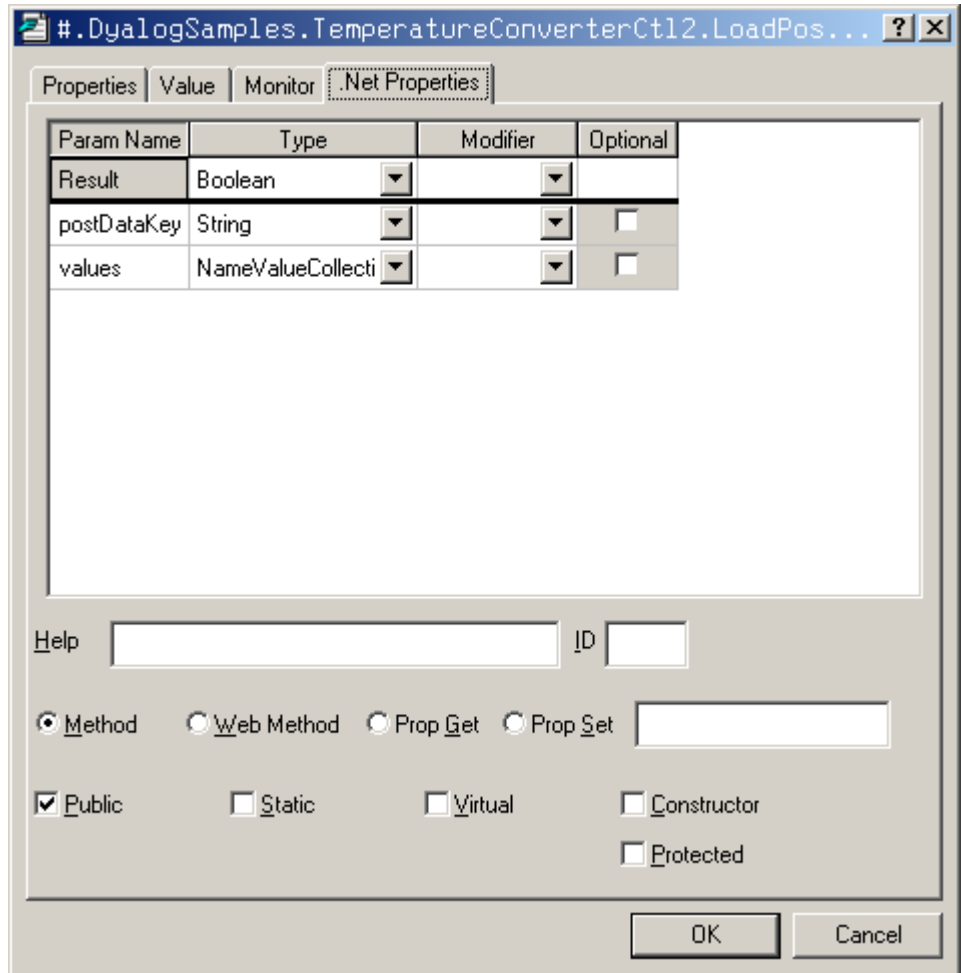 #.DyalogSamples.TemperatureConverterCtl2.LoadPos...
Properties Value Monitor .Net Properties
Param Name Type Modifier Optional
Result Boolean
postDataKey String
values NameValueCollecti
Help ID
Method Web Method Prop Get Prop Set
Public Static Virtual Constructor
Protected
OK Cancel